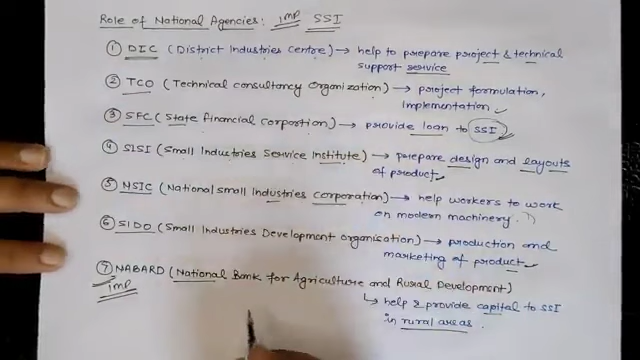 Role of National Agencies: imp SSI
① DIC (District Industries Centre) → help to prepare project & technical
support service
② TCO (Technical consultancy Organization) → project formulation,
Implementation
③ SFC (State financial corportion) → provide loan to SSI
④ SISI (Small Industries Service Institute) → prepare design and layouts
of product
⑤ NSIC (National small Industries corporation) → help workers to work
on modern machinery.
⑥ SIDO (Small Industries Development organisation) → production and
marketing of product
⑦ NABARD (National Bank for Agriculture and Rural Development)
imp
↳ help & provide capital to SSI
in rural areas.